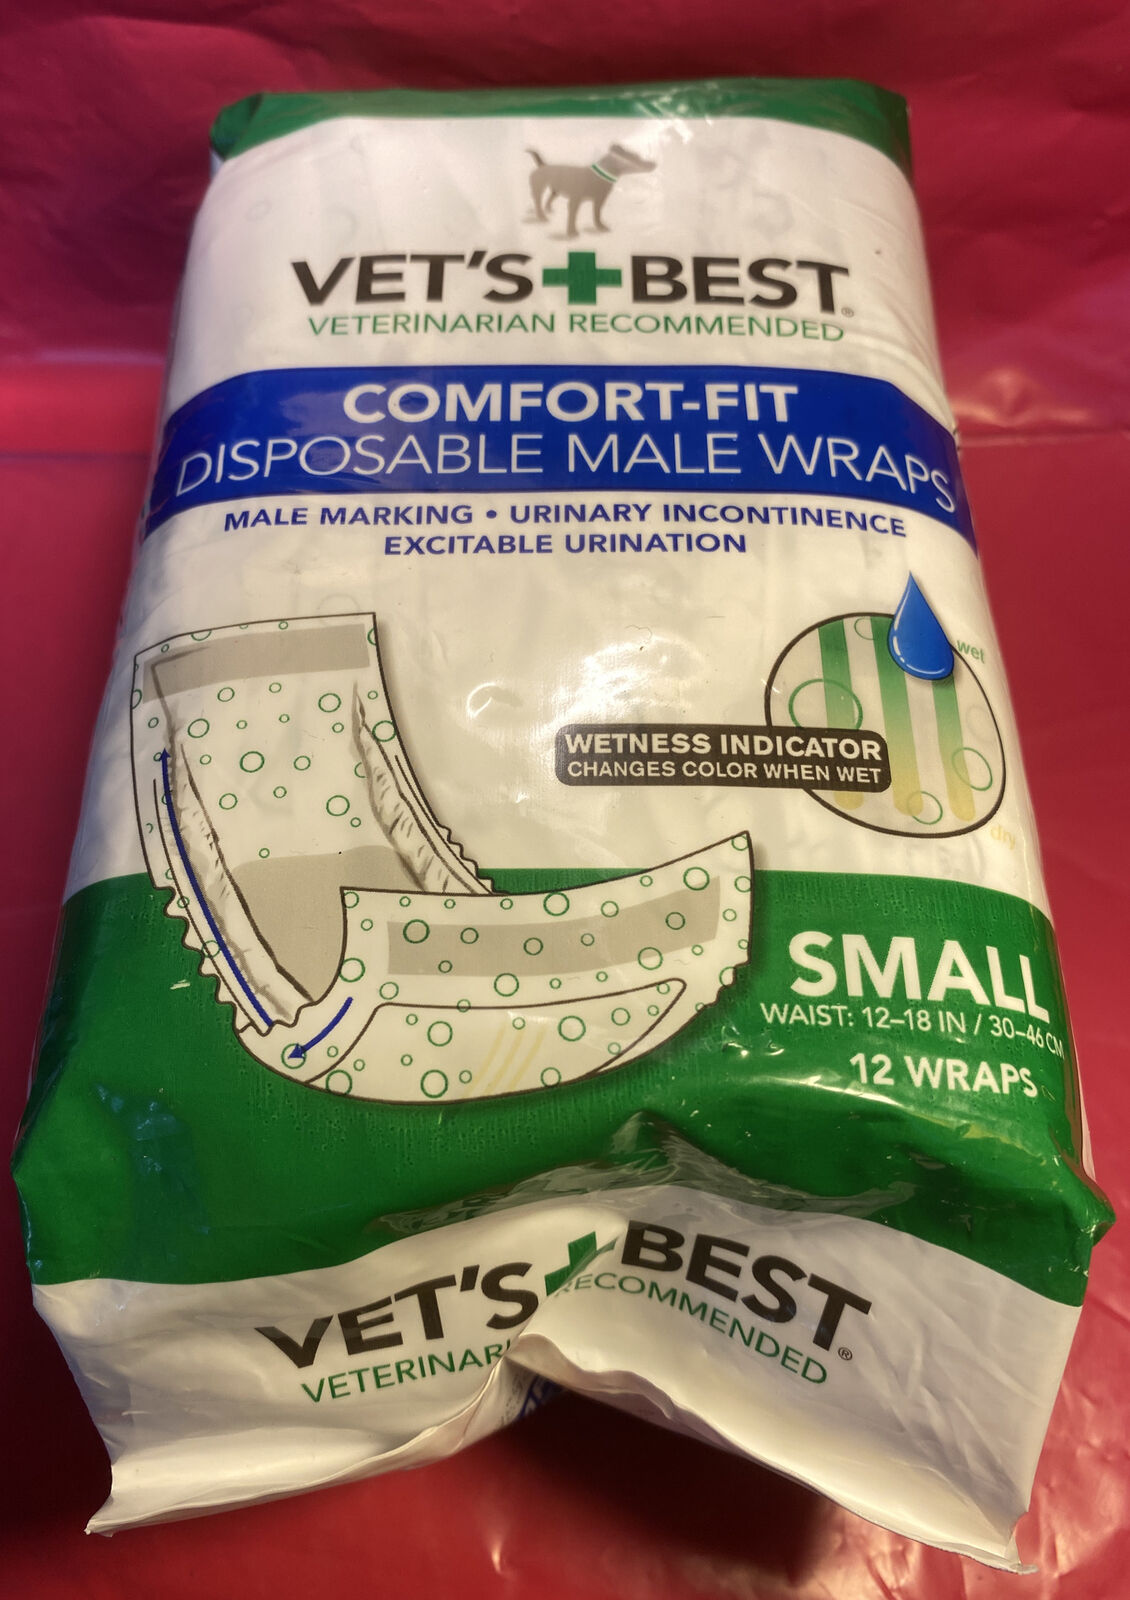 VET'S+BEST®
VETERINARIAN RECOMMENDED
COMFORT-FIT
DISPOSABLE MALE WRAPS
MALE MARKING • URINARY INCONTINENCE
EXCITABLE URINATION
wet
WETNESS INDICATOR
CHANGES COLOR WHEN WET
dry
SMALL
WAIST: 12–18 IN / 30–46 CM
12 WRAPS
VET'S+BEST®
VETERINAR RECOMMENDED